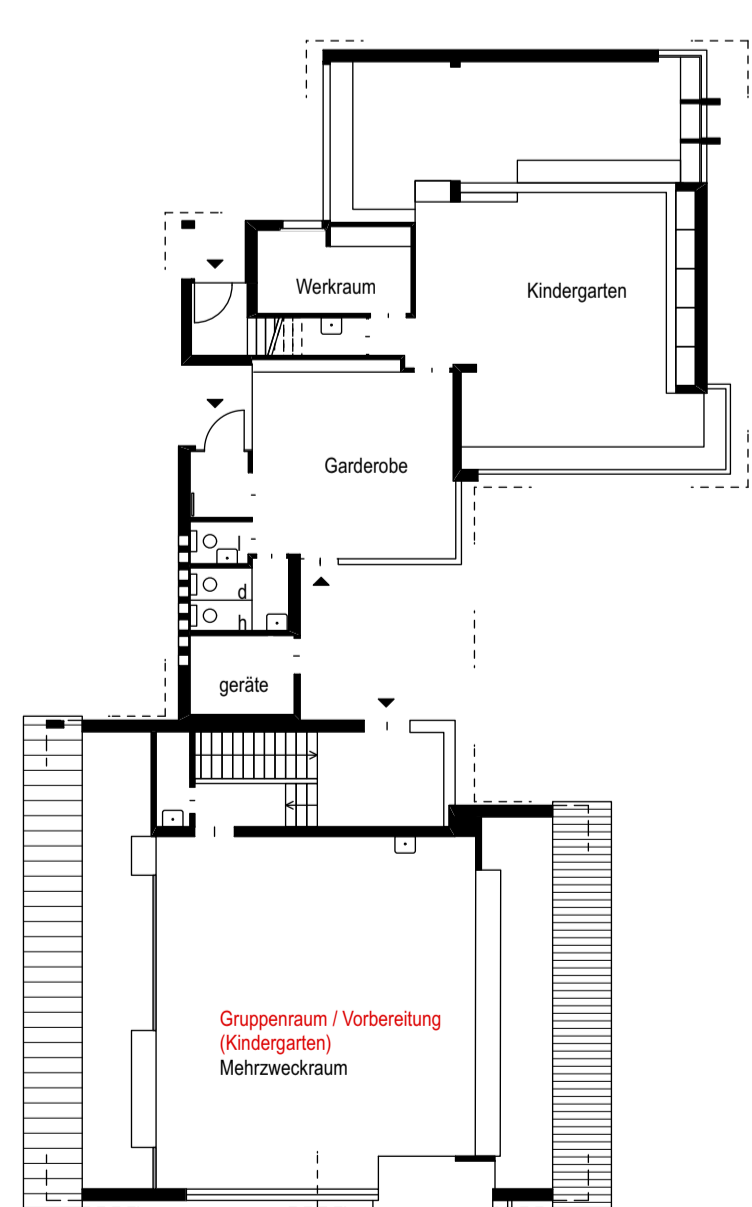 Werkraum
Kindergarten
Garderobe
l
d
h
geräte
Gruppenraum / Vorbereitung
(Kindergarten)
Mehrzweckraum